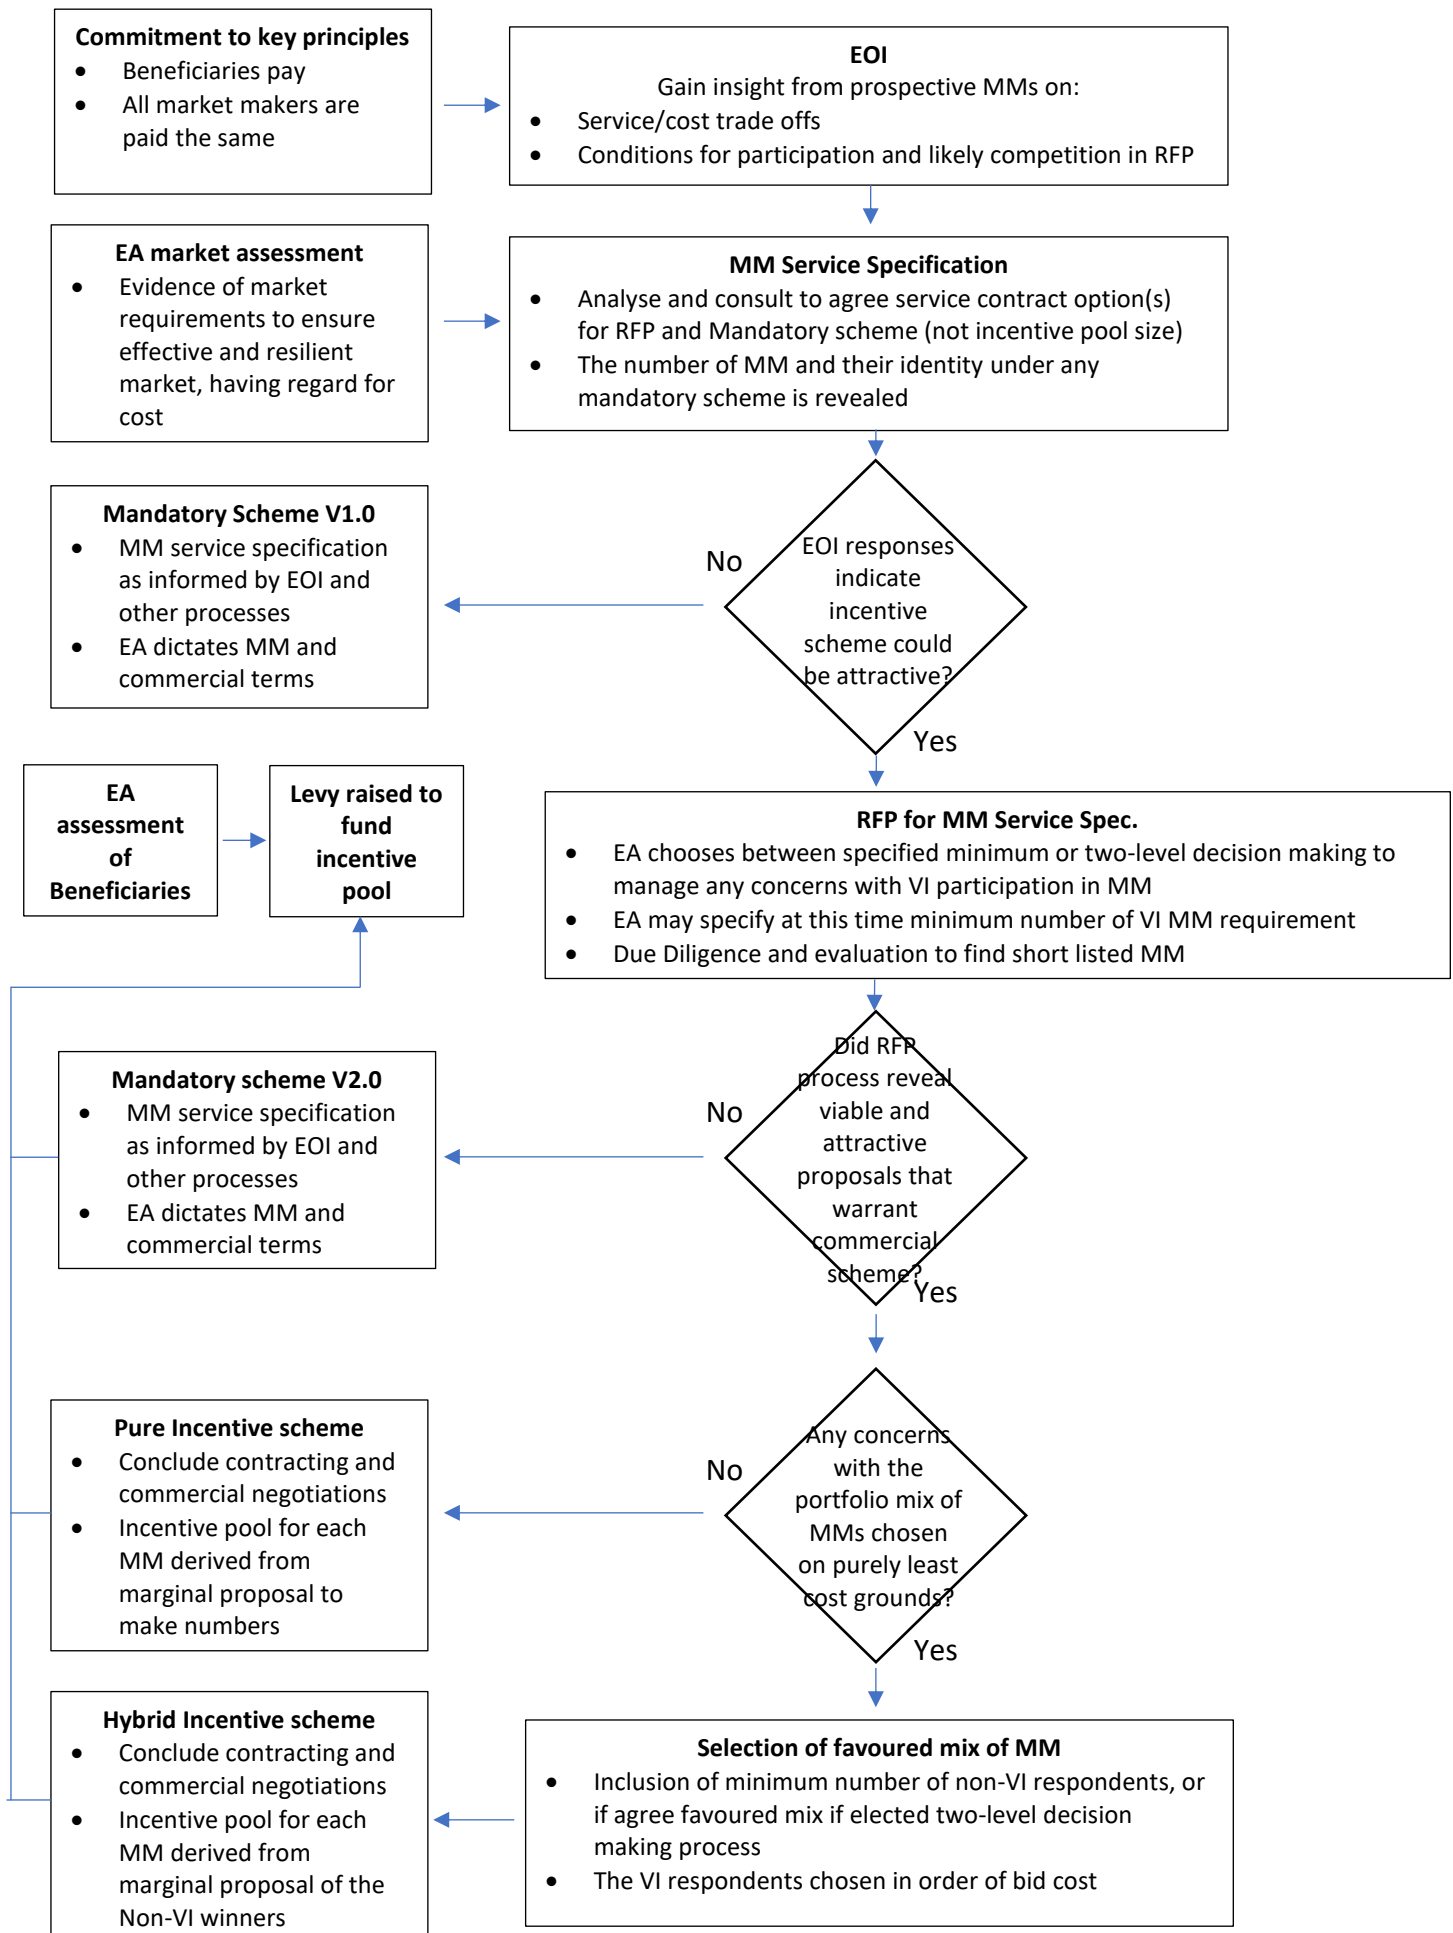 Commitment to key principles
• Beneficiaries pay
• All market makers are
paid the same
EOI
Gain insight from prospective MMs on:
• Service/cost trade offs
• Conditions for participation and likely competition in RFP
EA market assessment
• Evidence of market
requirements to ensure
effective and resilient
market, having regard for
cost
MM Service Specification
• Analyse and consult to agree service contract option(s)
for RFP and Mandatory scheme (not incentive pool size)
• The number of MM and their identity under any
mandatory scheme is revealed
Mandatory Scheme V1.0
• MM service specification
as informed by EOI and
other processes
• EA dictates MM and
commercial terms
No
EOI responses
indicate
incentive
scheme could
be attractive?
Yes
EA
assessment
of
Beneficiaries
Levy raised to
fund
incentive
pool
RFP for MM Service Spec.
• EA chooses between specified minimum or two-level decision making to
manage any concerns with VI participation in MM
• EA may specify at this time minimum number of VI MM requirement
• Due Diligence and evaluation to find short listed MM
Mandatory scheme V2.0
• MM service specification
as informed by EOI and
other processes
• EA dictates MM and
commercial terms
No
Did RFP
process reveal
viable and
attractive
proposals that
warrant
commercial
scheme?
Yes
Pure Incentive scheme
• Conclude contracting and
commercial negotiations
• Incentive pool for each
MM derived from
marginal proposal to
make numbers
No
Any concerns
with the
portfolio mix of
MMs chosen
on purely least
cost grounds?
Yes
Hybrid Incentive scheme
• Conclude contracting and
commercial negotiations
• Incentive pool for each
MM derived from
marginal proposal of the
Non-VI winners
Selection of favoured mix of MM
• Inclusion of minimum number of non-VI respondents, or
if agree favoured mix if elected two-level decision
making process
• The VI respondents chosen in order of bid cost